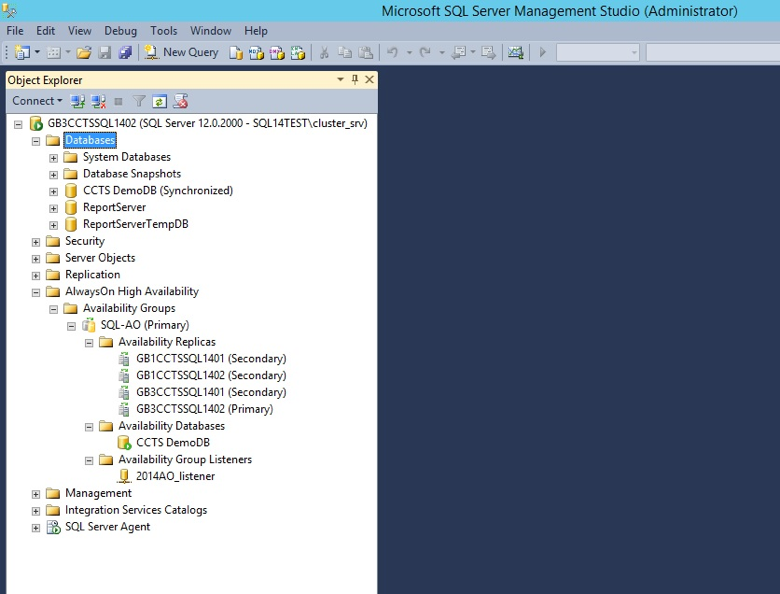 Microsoft SQL Server Management Studio (Administrator)
File Edit View Debug Tools Window Help
New Query
Object Explorer
Connect
GB3CCTSSQL1402 (SQL Server 12.0.2000 - SQL14TEST\cluster_srv)
Databases
System Databases
Database Snapshots
CCTS DemoDB (Synchronized)
ReportServer
ReportServerTempDB
Security
Server Objects
Replication
AlwaysOn High Availability
Availability Groups
SQL-AO (Primary)
Availability Replicas
GB1CCTSSQL1401 (Secondary)
GB1CCTSSQL1402 (Secondary)
GB3CCTSSQL1401 (Secondary)
GB3CCTSSQL1402 (Primary)
Availability Databases
CCTS DemoDB
Availability Group Listeners
2014AO_listener
Management
Integration Services Catalogs
SQL Server Agent